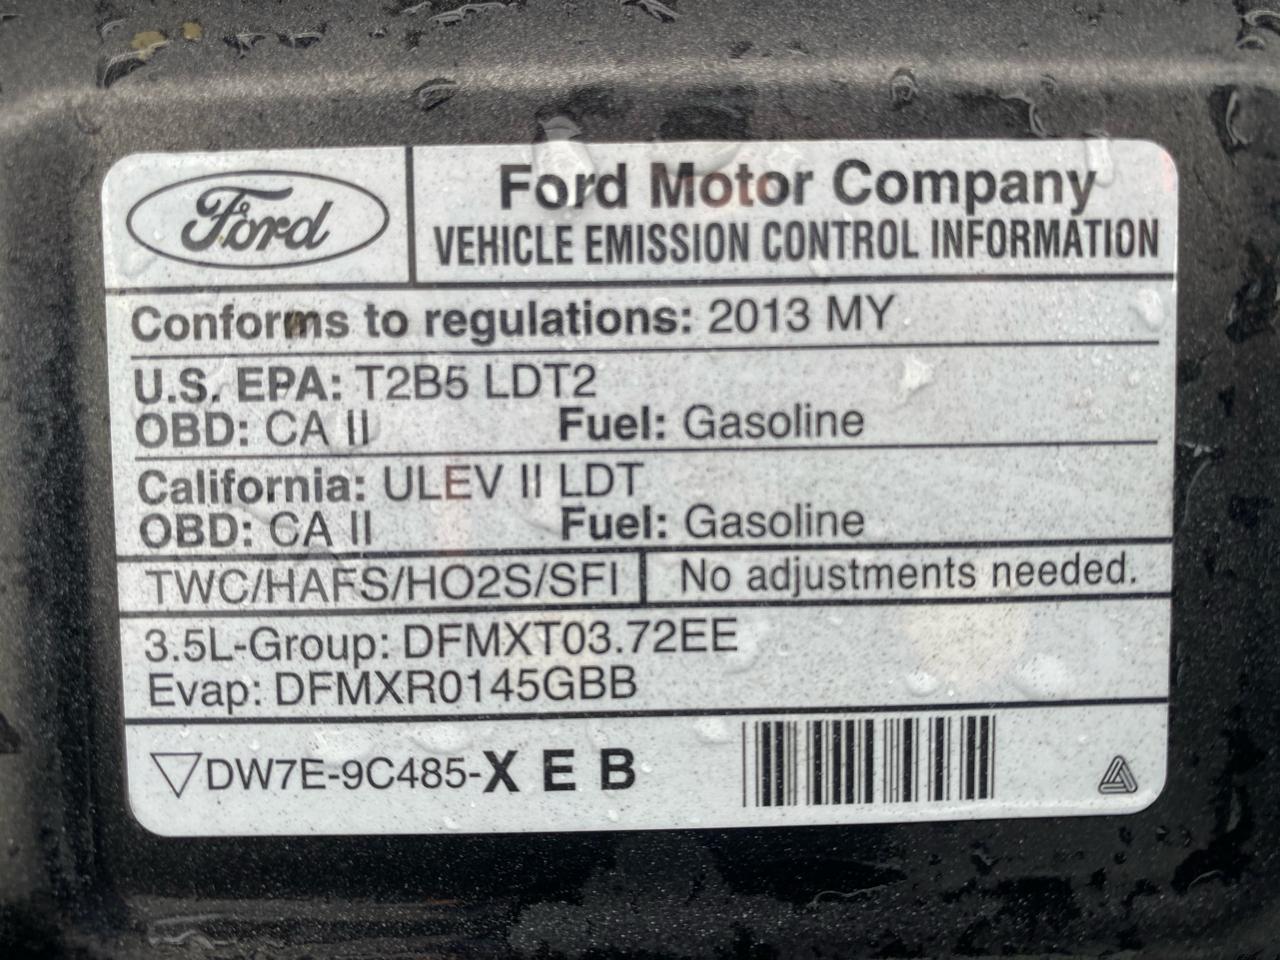 Ford
Ford Motor Company
VEHICLE EMISSION CONTROL INFORMATION
Conforms to regulations: 2013 MY
U.S. EPA: T2B5 LDT2
OBD: CA II Fuel: Gasoline
California: ULEV II LDT
OBD: CA II Fuel: Gasoline
TWC/HAFS/HO2S/SFI No adjustments needed.
3.5L-Group: DFMXT03.72EE
Evap: DFMXR0145GBB
DW7E-9C485-X E B